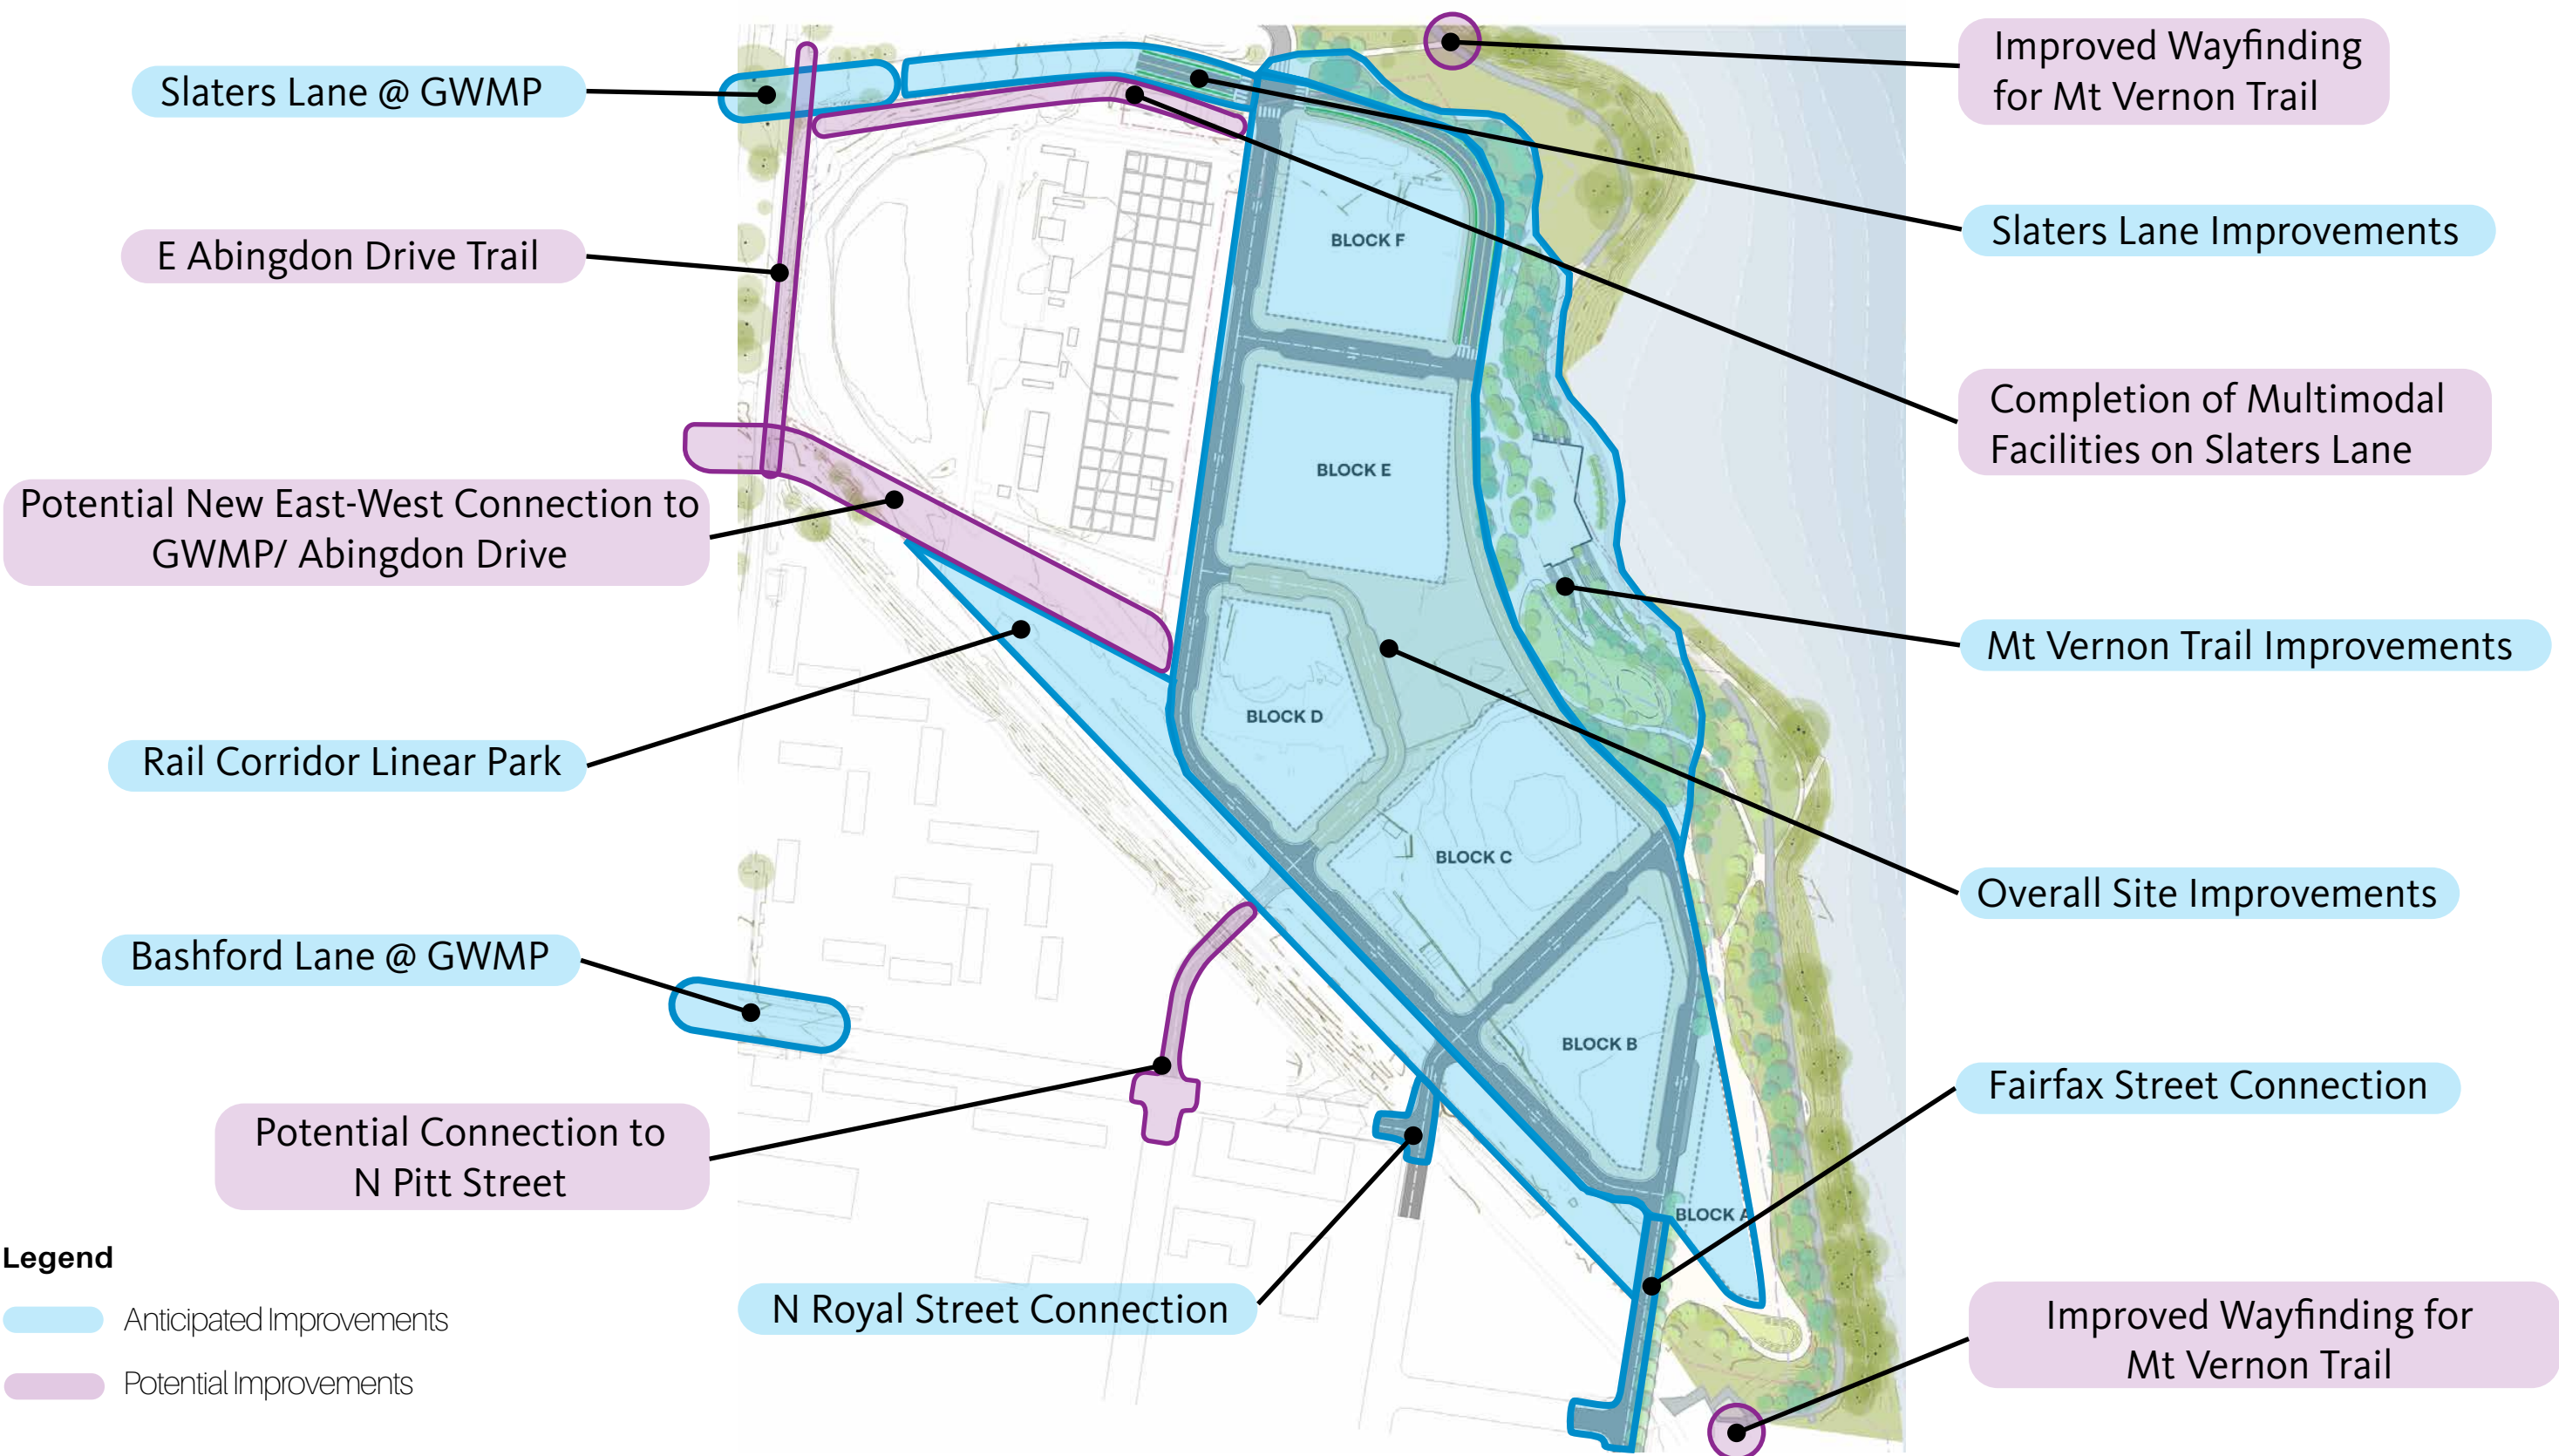 Slaters Lane @ GWMP
E Abingdon Drive Trail
Potential New East-West Connection to
GWMP/ Abingdon Drive
Rail Corridor Linear Park
Bashford Lane @ GWMP
Potential Connection to
N Pitt Street
Legend
Anticipated Improvements
Potential Improvements
BLOCK F
BLOCK E
BLOCK D
BLOCK C
BLOCK B
BLOCK A
N Royal Street Connection
Improved Wayfinding
for Mt Vernon Trail
Slaters Lane Improvements
Completion of Multimodal
Facilities on Slaters Lane
Mt Vernon Trail Improvements
Overall Site Improvements
Fairfax Street Connection
Improved Wayfinding for
Mt Vernon Trail